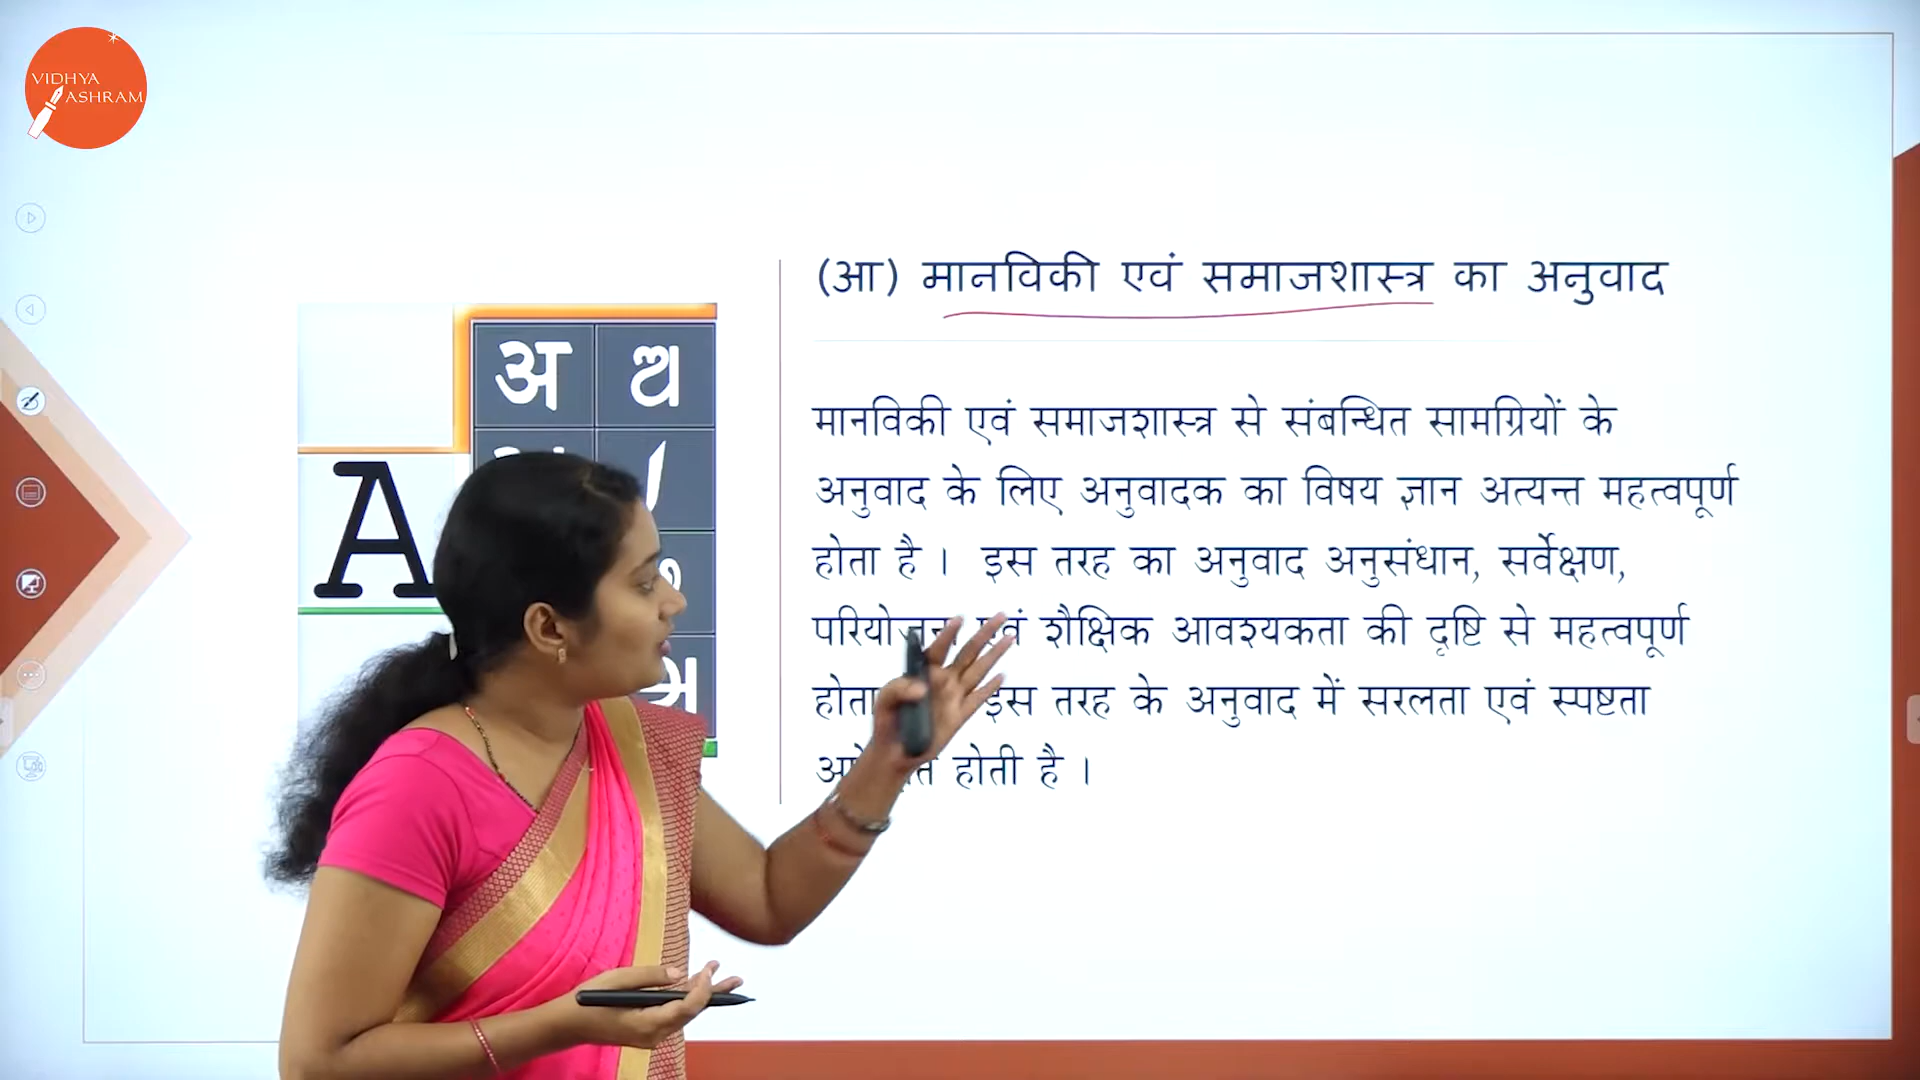 VIDHYA
ASHRAM
(आ) मानविकी एवं समाजशास्त्र का अनुवाद
मानविकी एवं समाजशास्त्र से संबन्धित सामग्रियों के
अनुवाद के लिए अनुवादक का विषय ज्ञान अत्यन्त महत्वपूर्ण
होता है । इस तरह का अनुवाद अनुसंधान, सर्वेक्षण,
एवं शैक्षिक आवश्यकता की दृष्टि से महत्वपूर्ण
होता इस तरह के अनुवाद में सरलता एवं स्पष्टता
होती है ।
अ
A